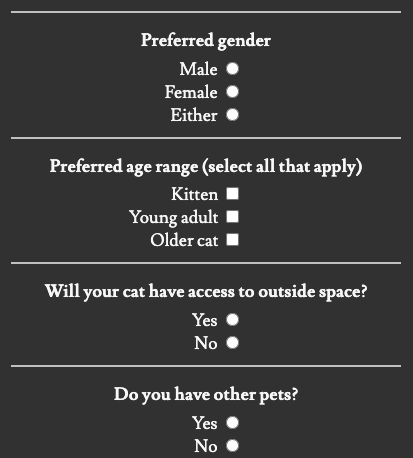 Preferred gender
Male
Female
Either
Preferred age range (select all that apply)
Kitten
Young adult
Older cat
Will your cat have access to outside space?
Yes
No
Do you have other pets?
Yes
No